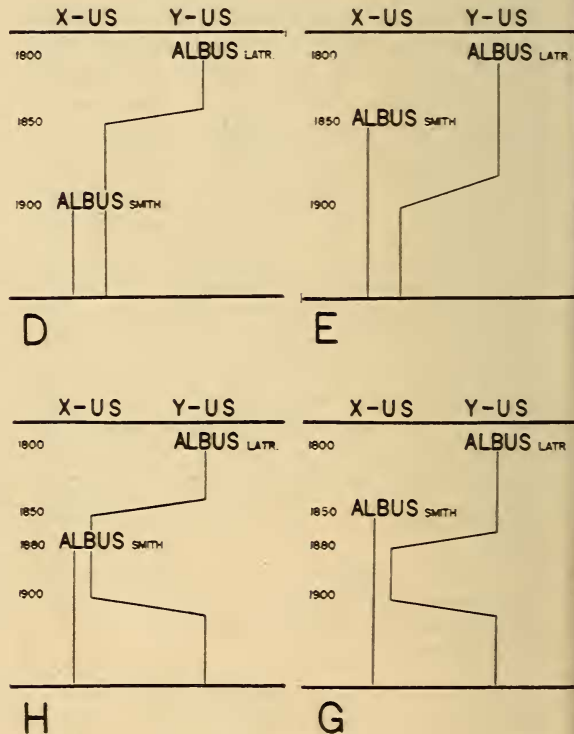 X-US Y-US
1800 ALBUS LATR.
1850
1900 ALBUS SMITH
D
X-US Y-US
1800 ALBUS LATR.
1850 ALBUS SMITH
1900
E
X-US Y-US
1800 ALBUS LATR.
1850
1880 ALBUS SMITH
1900
H
X-US Y-US
1800 ALBUS LATR.
1850 ALBUS SMITH
1880
1900
G